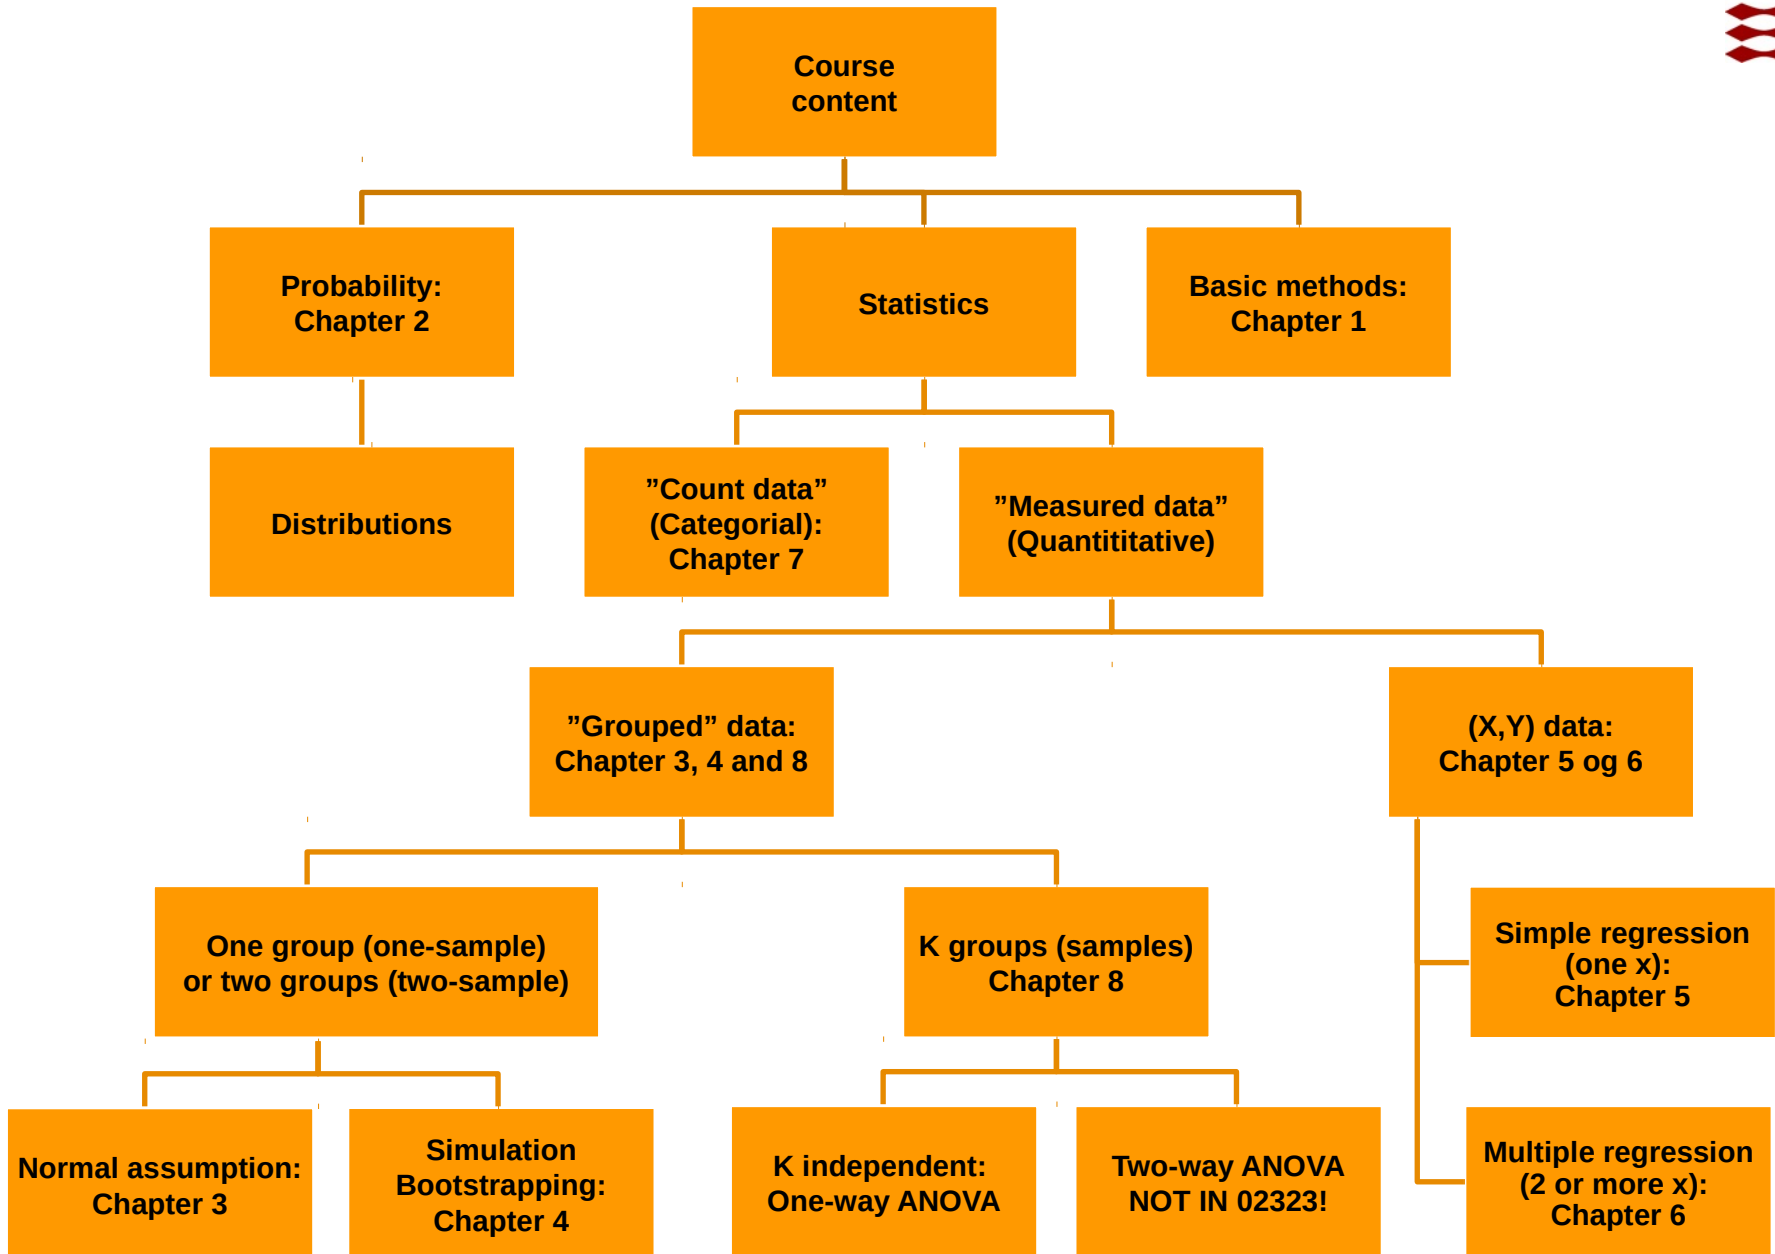 Course
content
Probability:
Chapter 2
Statistics
Basic methods:
Chapter 1
Distributions
”Count data”
(Categorial):
Chapter 7
”Measured data”
(Quantititative)
”Grouped” data:
Chapter 3, 4 and 8
(X,Y) data:
Chapter 5 og 6
One group (one-sample)
or two groups (two-sample)
K groups (samples)
Chapter 8
Simple regression
(one x):
Chapter 5
Normal assumption:
Chapter 3
Simulation
Bootstrapping:
Chapter 4
K independent:
One-way ANOVA
Two-way ANOVA
NOT IN 02323!
Multiple regression
(2 or more x):
Chapter 6